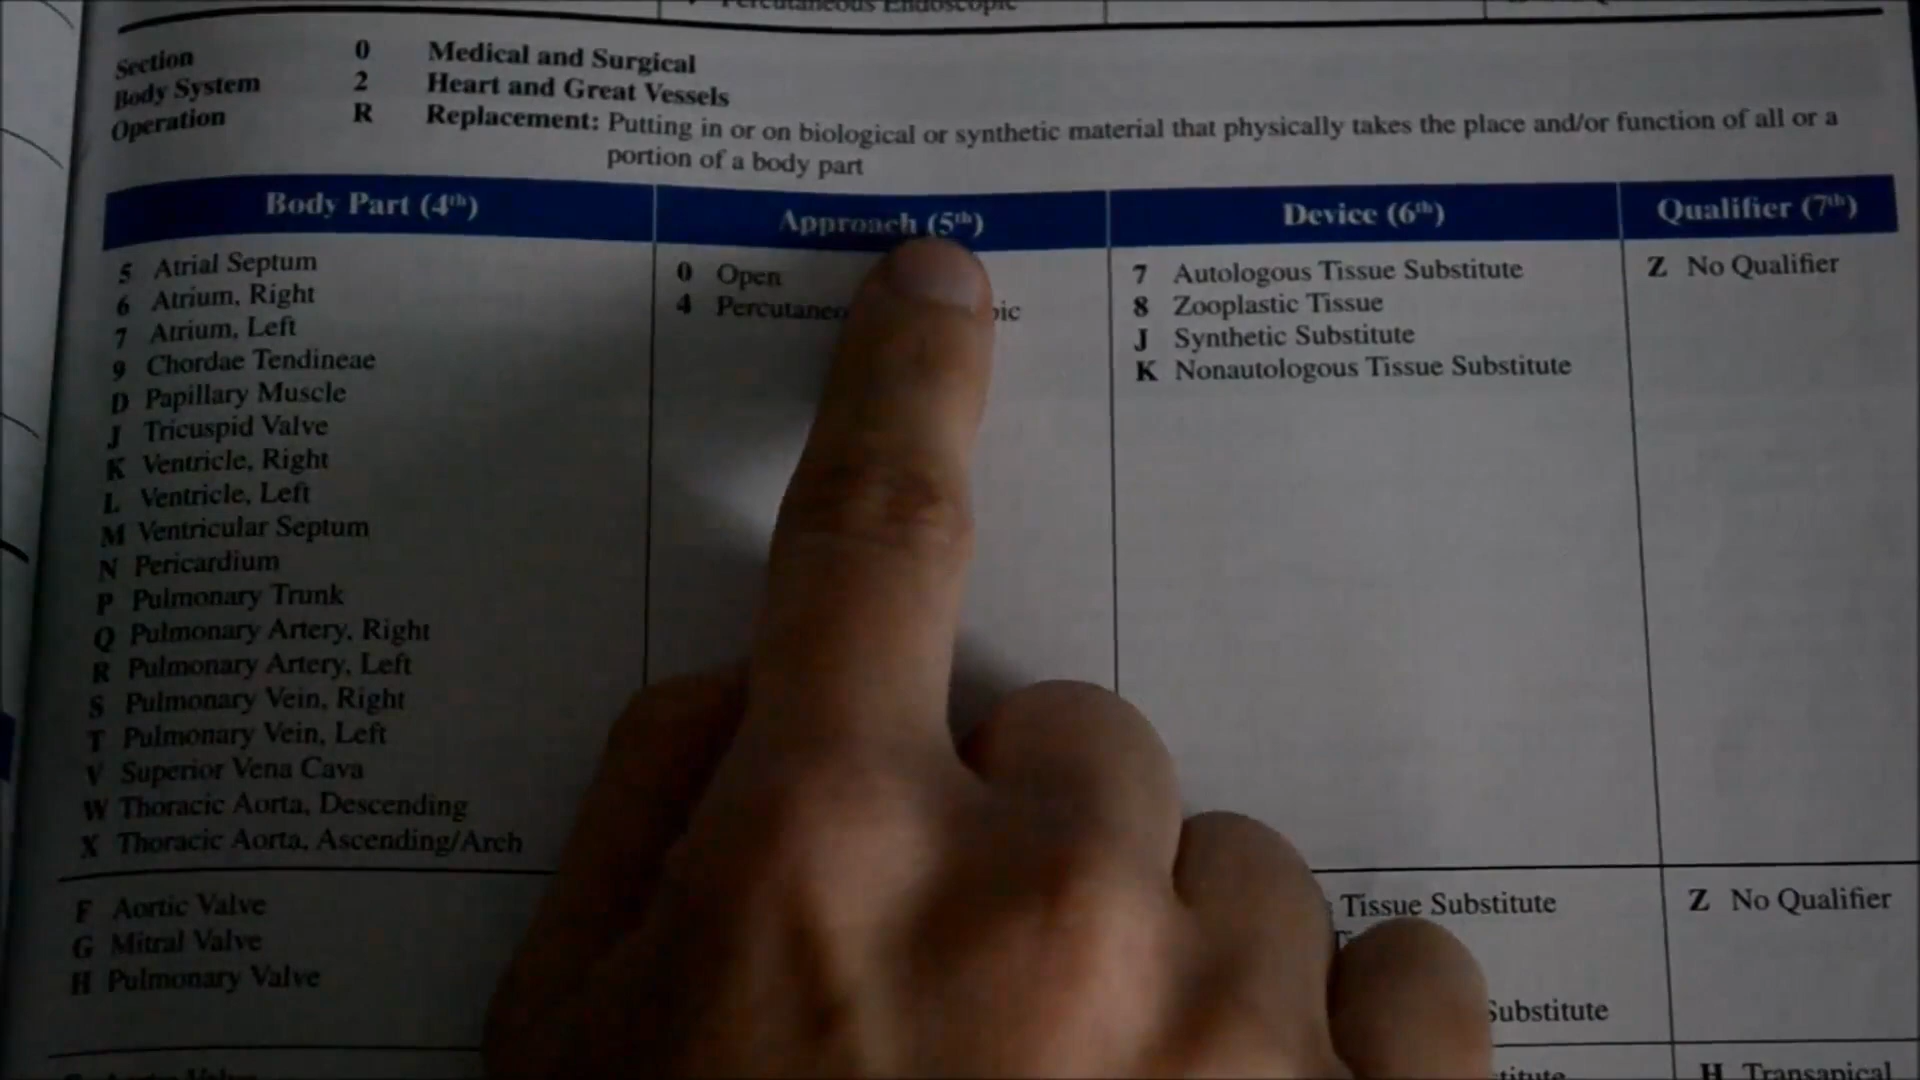 Percutaneous Endoscopic
Section 0 Medical and Surgical
Body System 2 Heart and Great Vessels
Operation R Replacement: Putting in or on biological or synthetic material that physically takes the place and/or function of all or a
portion of a body part
Body Part (4th) Approach (5th) Device (6th) Qualifier (7th)
5 Atrial Septum 0 Open 7 Autologous Tissue Substitute Z No Qualifier
6 Atrium, Right 4 8 Zooplastic Tissue
7 Atrium, Left J Synthetic Substitute
9 Chordae Tendineae K Nonautologous Tissue Substitute
D Papillary Muscle
J Tricuspid Valve
K Ventricle, Right
L Ventricle, Left
M Ventricular Septum
N Pericardium
P Pulmonary Trunk
Q Pulmonary Artery, Right
R Pulmonary Artery, Left
S Pulmonary Vein, Right
T Pulmonary Vein, Left
V Superior Vena Cava
W Thoracic Aorta, Descending
X Thoracic Aorta, Ascending/Arch
F Aortic Valve Tissue Substitute Z No Qualifier
G Mitral Valve
H Pulmonary Valve
Substitute
H Transapical